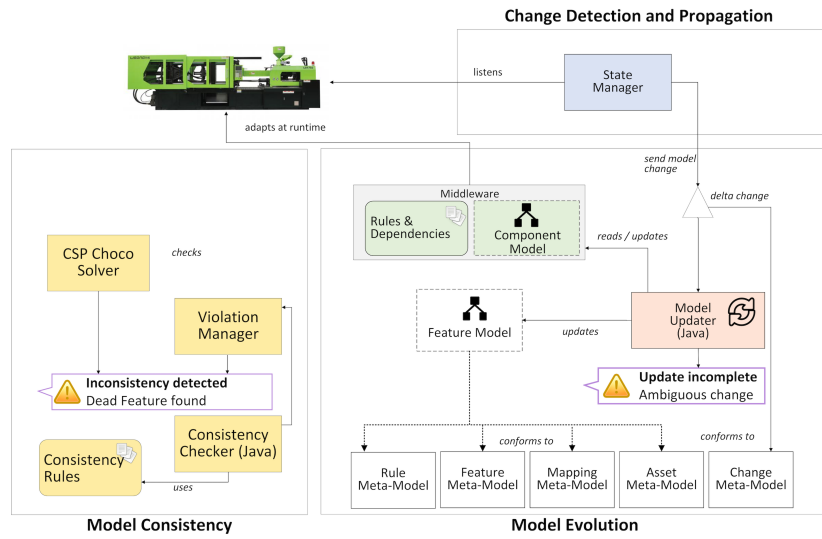 Change Detection and Propagation
State
Manager
listens
adapts at runtime
send model
change
delta change
Middleware
Rules &
Dependencies
Component
Model
reads / updates
CSP Choco
Solver
checks
Violation
Manager
Feature Model
updates
Model
Updater
(Java)
Inconsistency detected
Dead Feature found
Update incomplete
Ambiguous change
Consistency
Checker (Java)
Consistency
Rules
uses
conforms to
conforms to
Rule
Meta-Model
Feature
Meta-Model
Mapping
Meta-Model
Asset
Meta-Model
Change
Meta-Model
Model Consistency
Model Evolution